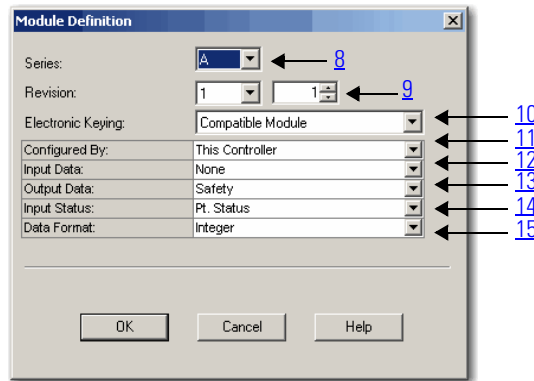 Module Definition
Series: A 8
Revision: 1 1 9
Electronic Keying: Compatible Module 10
Configured By: This Controller 11
Input Data: None 12
Output Data: Safety 13
Input Status: Pt. Status 14
Data Format: Integer 15
OK Cancel Help